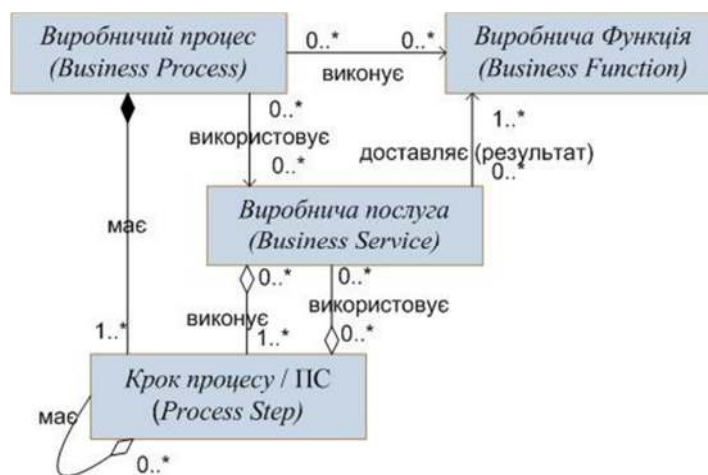 Виробничий процес
(Business Process)
0..*
0..*
виконує
Виробнича Функція
(Business Function)
0..*
використовує
0..*
1..*
доставляє (результат)
0..*
Виробнича послуга
(Business Service)
має
0..*
0..*
виконує
використовує
1..*
1..*
0..*
Крок процесу / ПС
(Process Step)
має
0..*